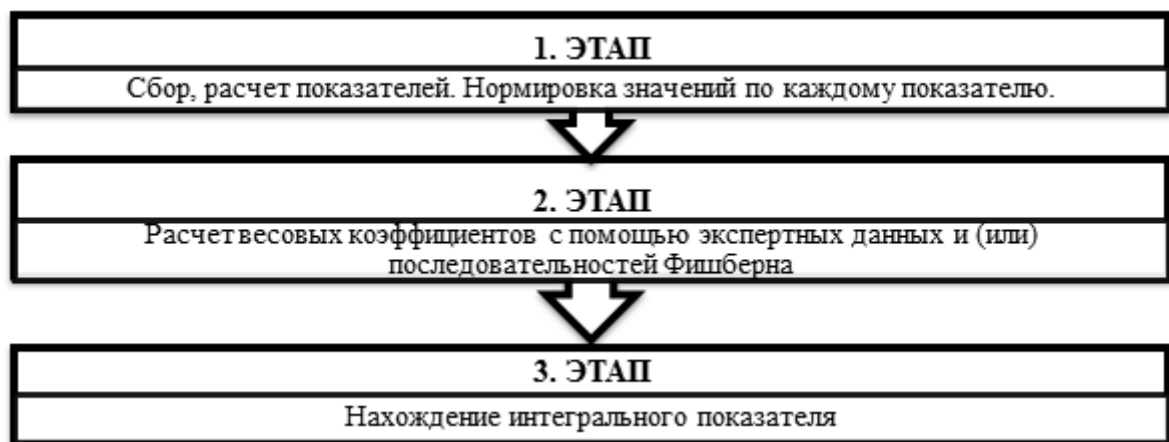 1. ЭТАП
Сбор, расчет показателей. Нормировка значений по каждому показателю.
2. ЭТАП
Расчет весовых коэффициентов с помощью экспертных данных и (или)
последовательностей Фишберна
3. ЭТАП
Нахождение интегрального показателя